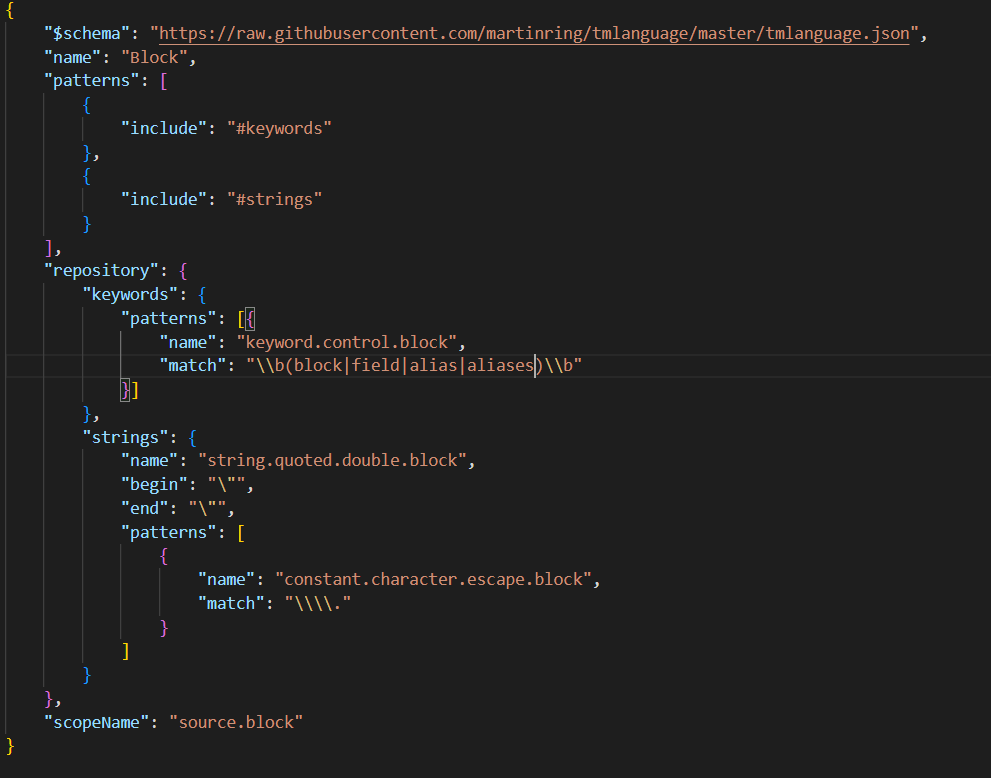 {
    "$schema": "https://raw.githubusercontent.com/martinring/tmlanguage/master/tmlanguage.json",
    "name": "Block",
    "patterns": [
        {
            "include": "#keywords"
        },
        {
            "include": "#strings"
        }
    ],
    "repository": {
        "keywords": {
            "patterns": [{
                "name": "keyword.control.block",
                "match": "\\b(block|field|alias|aliases)\\b"
            }]
        },
        "strings": {
            "name": "string.quoted.double.block",
            "begin": "\"",
            "end": "\"",
            "patterns": [
                {
                    "name": "constant.character.escape.block",
                    "match": "\\\\."
                }
            ]
        }
    },
    "scopeName": "source.block"
}